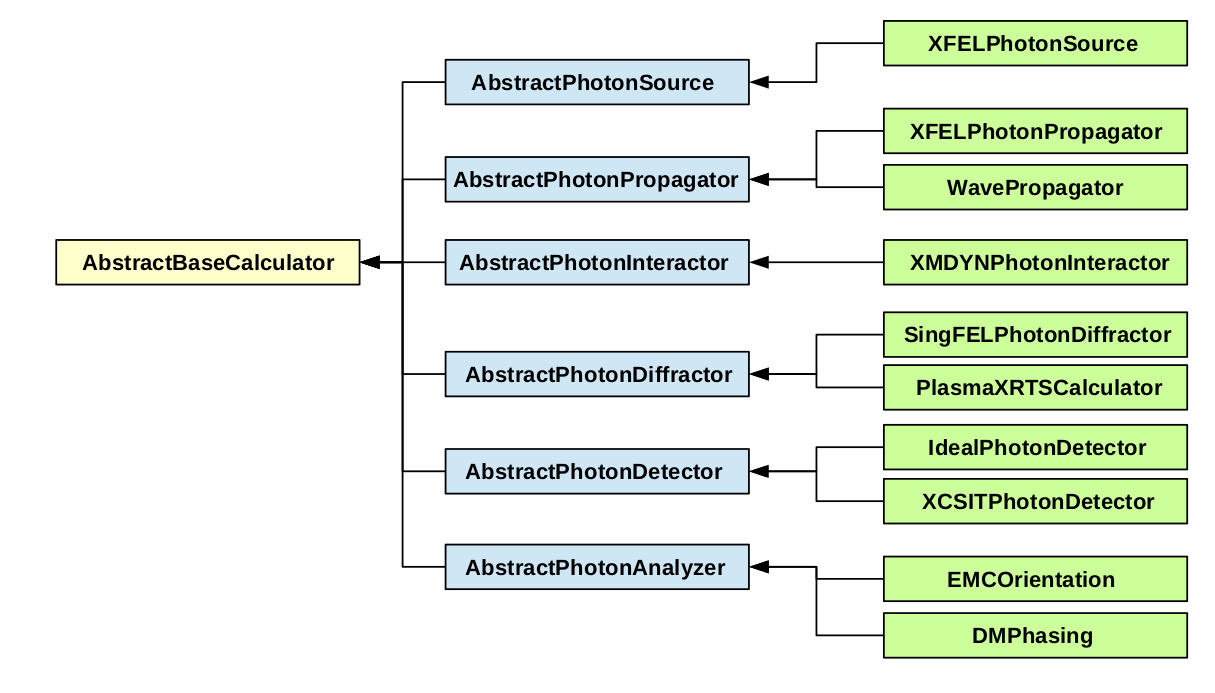 AbstractBaseCalculator
AbstractPhotonSource
AbstractPhotonPropagator
AbstractPhotonInteractor
AbstractPhotonDiffractor
AbstractPhotonDetector
AbstractPhotonAnalyzer
XFELPhotonSource
XFELPhotonPropagator
WavePropagator
XMDYNPhotonInteractor
SingFELPhotonDiffractor
PlasmaXRTSCalculator
IdealPhotonDetector
XCSITPhotonDetector
EMCOrientation
DMPhasing